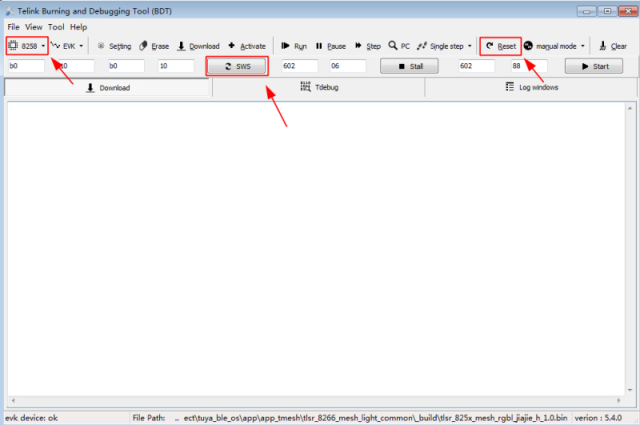 Telink Burning and Debugging Tool (BDT)
File View Tool Help
8258 EVK Setting Erase Download Activate Run Pause Step PC Single step Reset manual mode Clear
b0 10 b0 10 SWS 602 06 Stall 602 88 Start
Download Tdebug Log windows
evk device: ok File Path: .. ect\tuya_ble_os\app\app_tmesh\tlsr_8266_mesh_light_common\_build\tlsr_825x_mesh_rgbl_jiajie_h_1.0.bin verion : 5.4.0